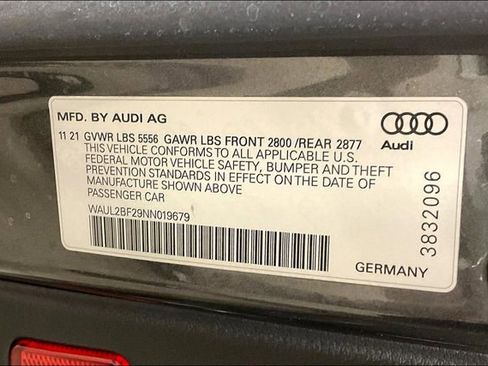 MFD. BY AUDI AG
11 21 GVWR LBS 5556 GAWR LBS FRONT 2800 /REAR 2877
THIS VEHICLE CONFORMS TO ALL APPLICABLE U.S.
FEDERAL MOTOR VEHICLE SAFETY, BUMPER AND THEFT
PREVENTION STANDARDS IN EFFECT ON THE DATE OF
MANUFACTURE SHOWN ABOVE
PASSENGER CAR
WAUL2BF29NN019679
Audi
3832096
GERMANY